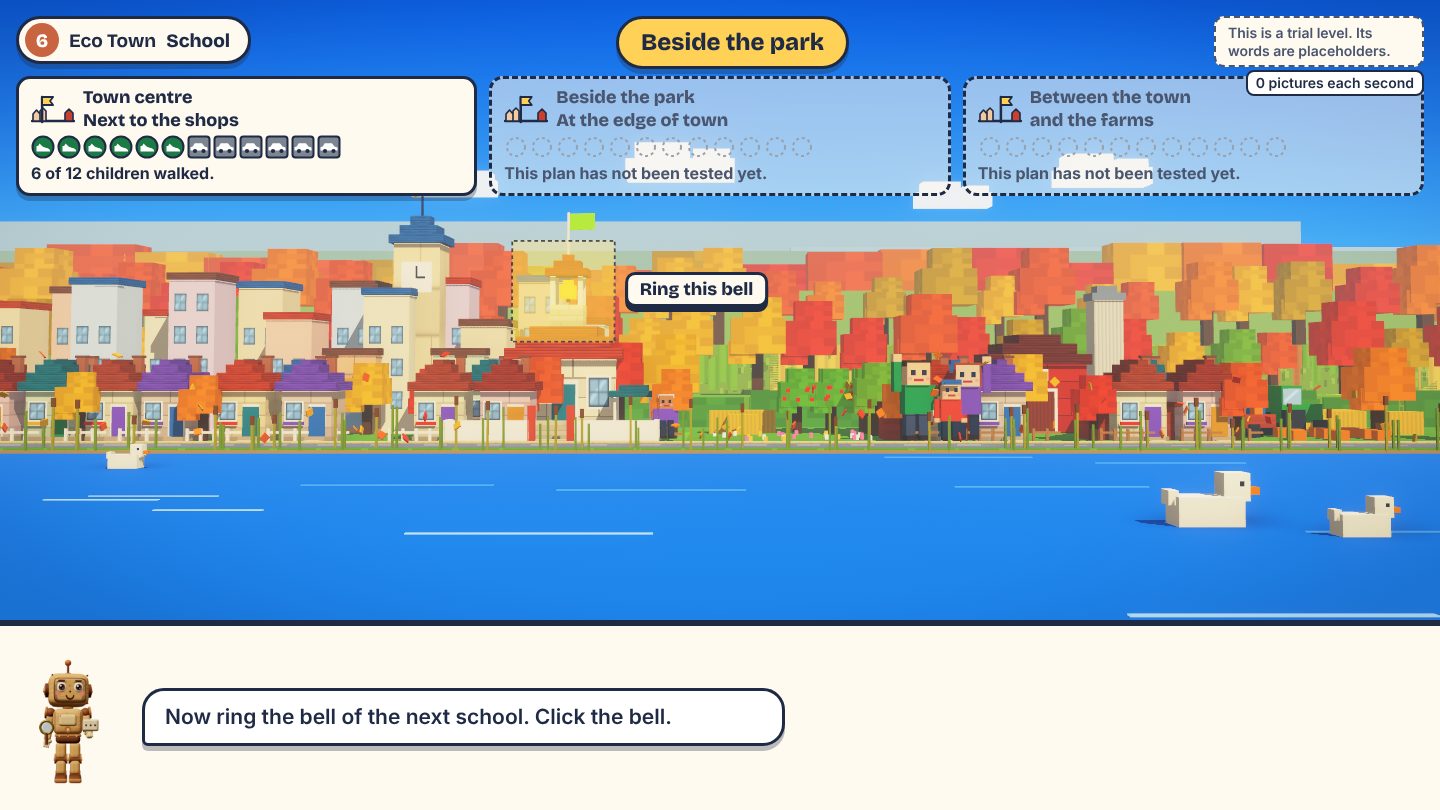 6 Eco Town School
Beside the park
This is a trial level. Its
words are placeholders.
0 pictures each second
Town centre
Next to the shops
6 of 12 children walked.
Beside the park
At the edge of town
This plan has not been tested yet.
Between the town
and the farms
This plan has not been tested yet.
Ring this bell
Now ring the bell of the next school. Click the bell.